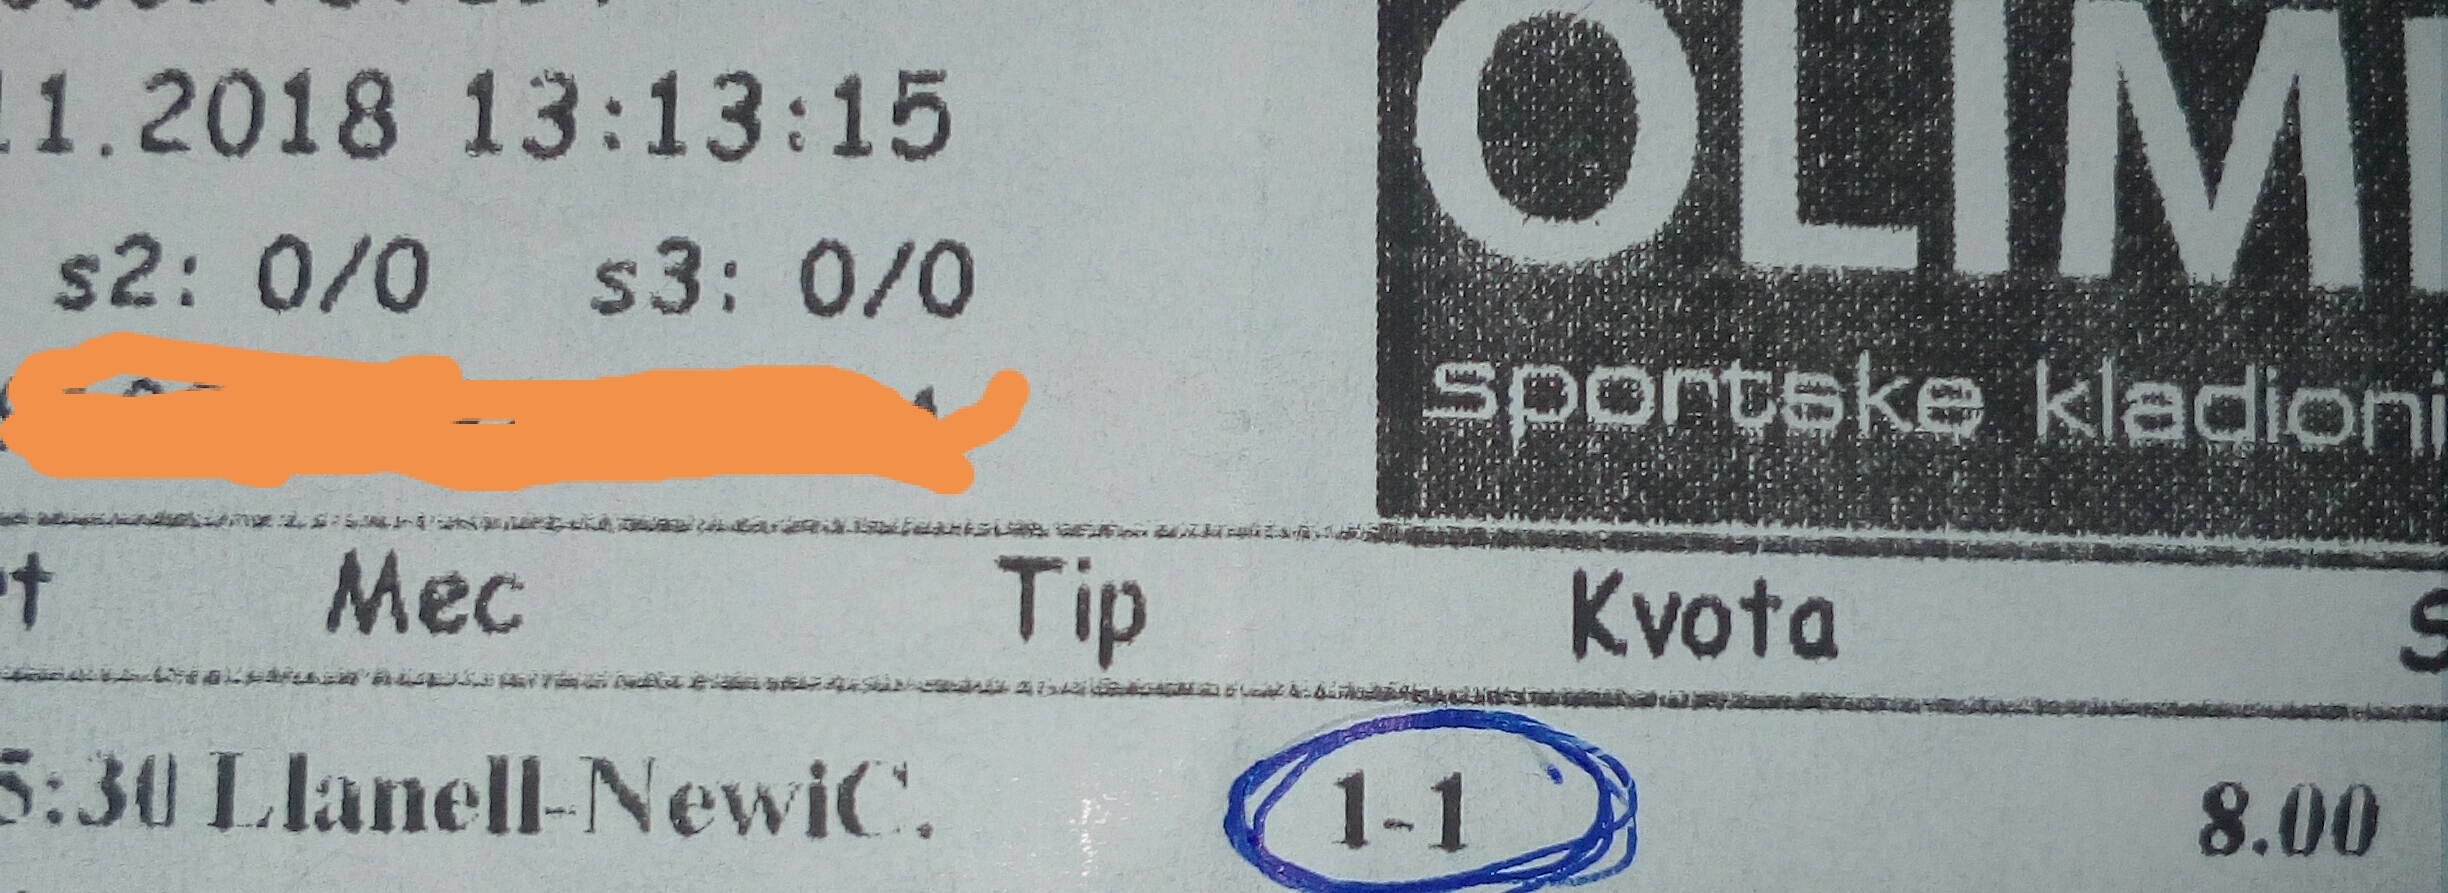 11.2018 13:13:15
OLIM
s2: 0/0 s3: 0/0
sportske kladioni
Mec Tip Kvota
5:30 Llanell-NewiC. 1-1 8.00